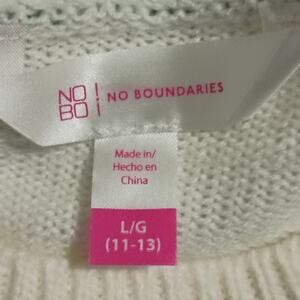 NO
BO! NO BOUNDARIES
Made in/
Hecho en
China
L/G
(11-13)